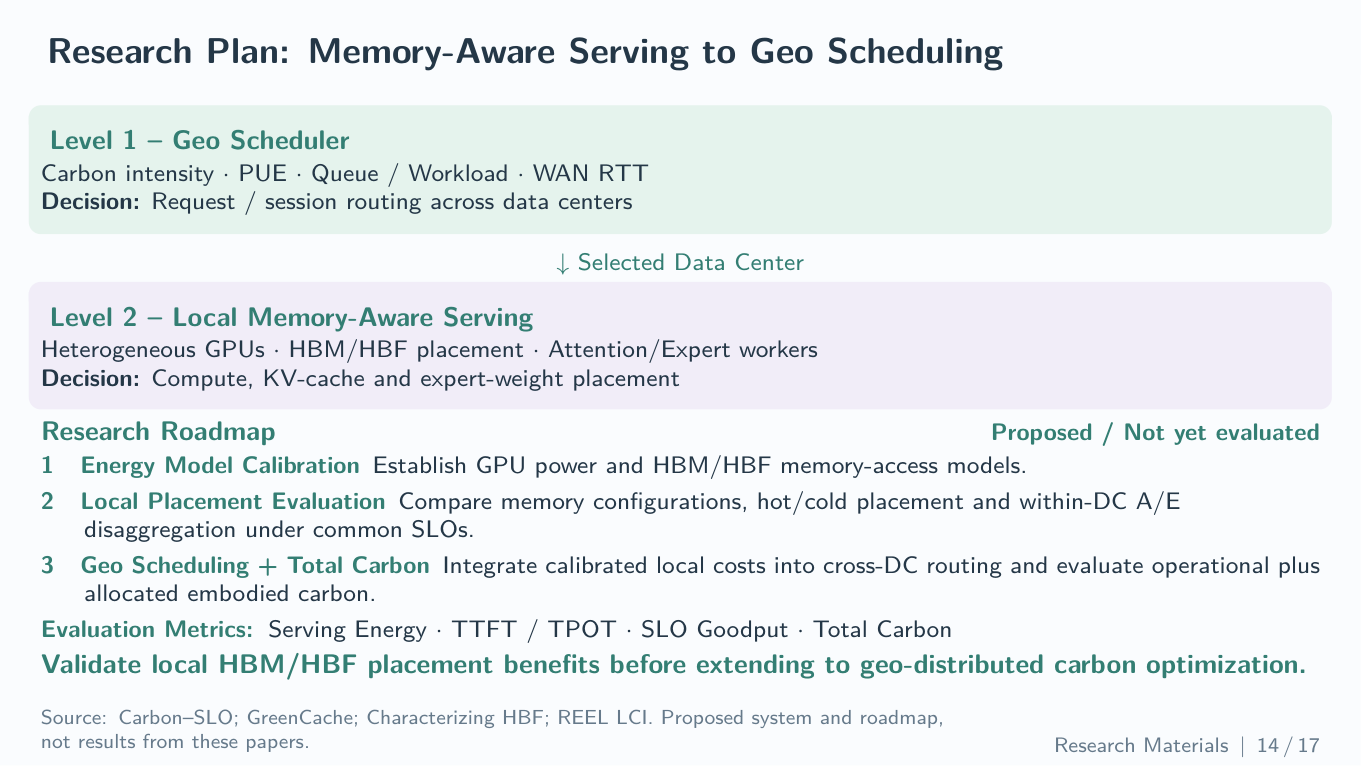 Research Plan: Memory-Aware Serving to Geo Scheduling
Level 1 – Geo Scheduler
Carbon intensity · PUE · Queue / Workload · WAN RTT
Decision: Request / session routing across data centers
↓ Selected Data Center
Level 2 – Local Memory-Aware Serving
Heterogeneous GPUs · HBM/HBF placement · Attention/Expert workers
Decision: Compute, KV-cache and expert-weight placement
Research Roadmap
Proposed / Not yet evaluated
1 Energy Model Calibration Establish GPU power and HBM/HBF memory-access models.
2 Local Placement Evaluation Compare memory configurations, hot/cold placement and within-DC A/E
disaggregation under common SLOs.
3 Geo Scheduling + Total Carbon Integrate calibrated local costs into cross-DC routing and evaluate operational plus
allocated embodied carbon.
Evaluation Metrics: Serving Energy · TTFT / TPOT · SLO Goodput · Total Carbon
Validate local HBM/HBF placement benefits before extending to geo-distributed carbon optimization.
Source: Carbon–SLO; GreenCache; Characterizing HBF; REEL LCI. Proposed system and roadmap,
not results from these papers.
Research Materials | 14 / 17